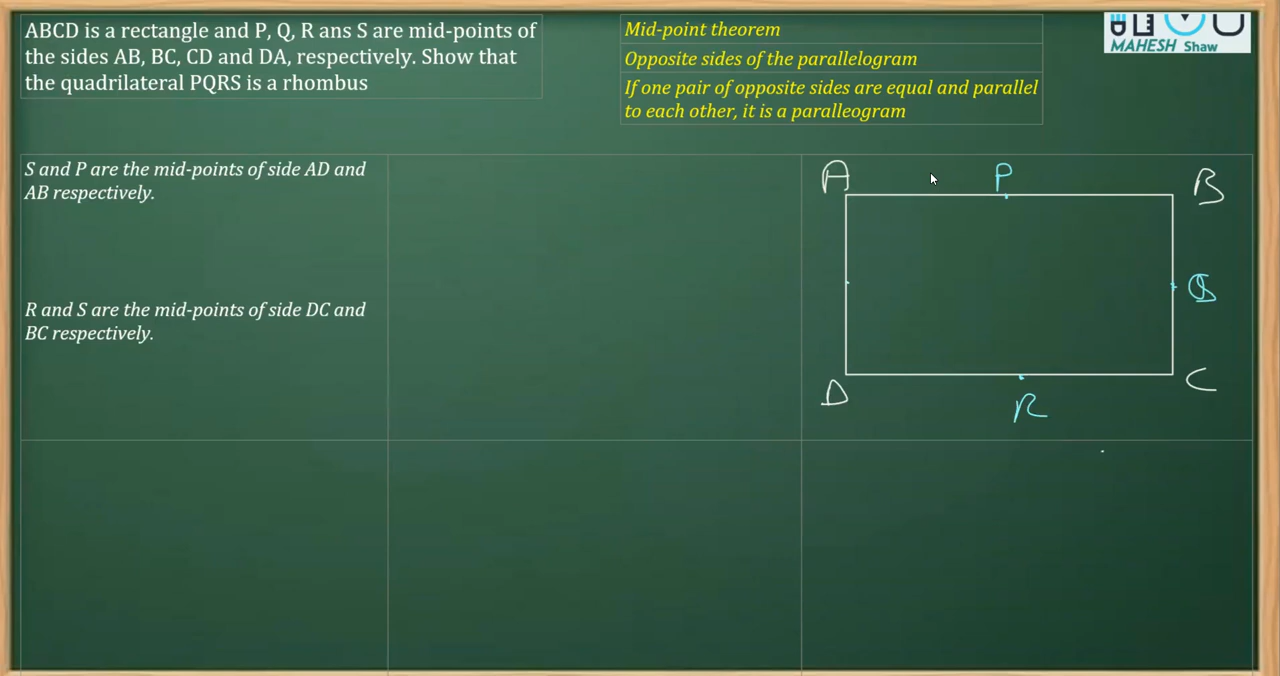 ABCD is a rectangle and P, Q, R ans S are mid-points of
the sides AB, BC, CD and DA, respectively. Show that
the quadrilateral PQRS is a rhombus
Mid-point theorem
Opposite sides of the parallelogram
If one pair of opposite sides are equal and parallel
to each other, it is a paralleogram
MAHESH Shaw
S and P are the mid-points of side AD and
AB respectively.
R and S are the mid-points of side DC and
BC respectively.
A P B
Q
D R C